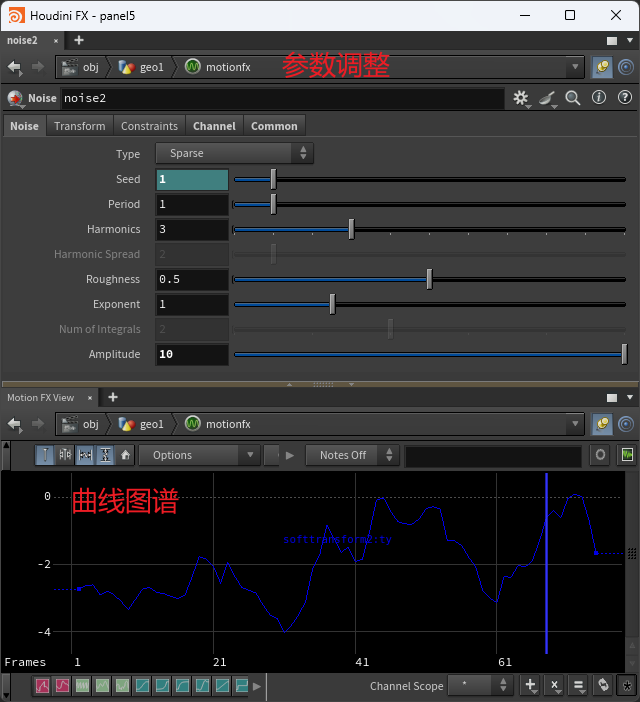 Houdini FX - panel5
noise2
obj geo1 motionfx 参数调整
Noise noise2
Noise Transform Constraints Channel Common
Type Sparse
Seed 1
Period 1
Harmonics 3
Harmonic Spread 2
Roughness 0.5
Exponent 1
Num of Integrals 2
Amplitude 10
Motion FX View
obj geo1 motionfx
Options Notes Off
0 曲线图谱
-2
-4
Frames 1 21 41 61
Channel Scope *